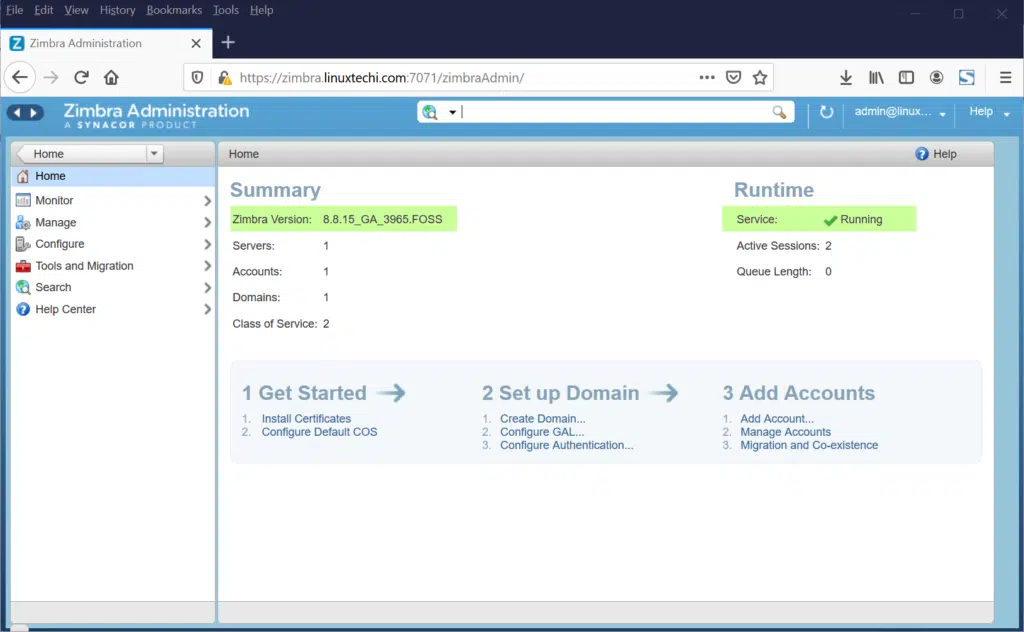 File Edit View History Bookmarks Tools Help
Zimbra Administration
https://zimbra.linuxtechi.com:7071/zimbraAdmin/
Zimbra Administration
A SYNACOR PRODUCT
admin@linux...
Help
Home
Home
Monitor
Manage
Configure
Tools and Migration
Search
Help Center
Home
Help
Summary
Zimbra Version: 8.8.15_GA_3965.FOSS
Servers: 1
Accounts: 1
Domains: 1
Class of Service: 2
Runtime
Service: Running
Active Sessions: 2
Queue Length: 0
1 Get Started
1. Install Certificates
2. Configure Default COS
2 Set up Domain
1. Create Domain...
2. Configure GAL...
3. Configure Authentication...
3 Add Accounts
1. Add Account...
2. Manage Accounts
3. Migration and Co-existence